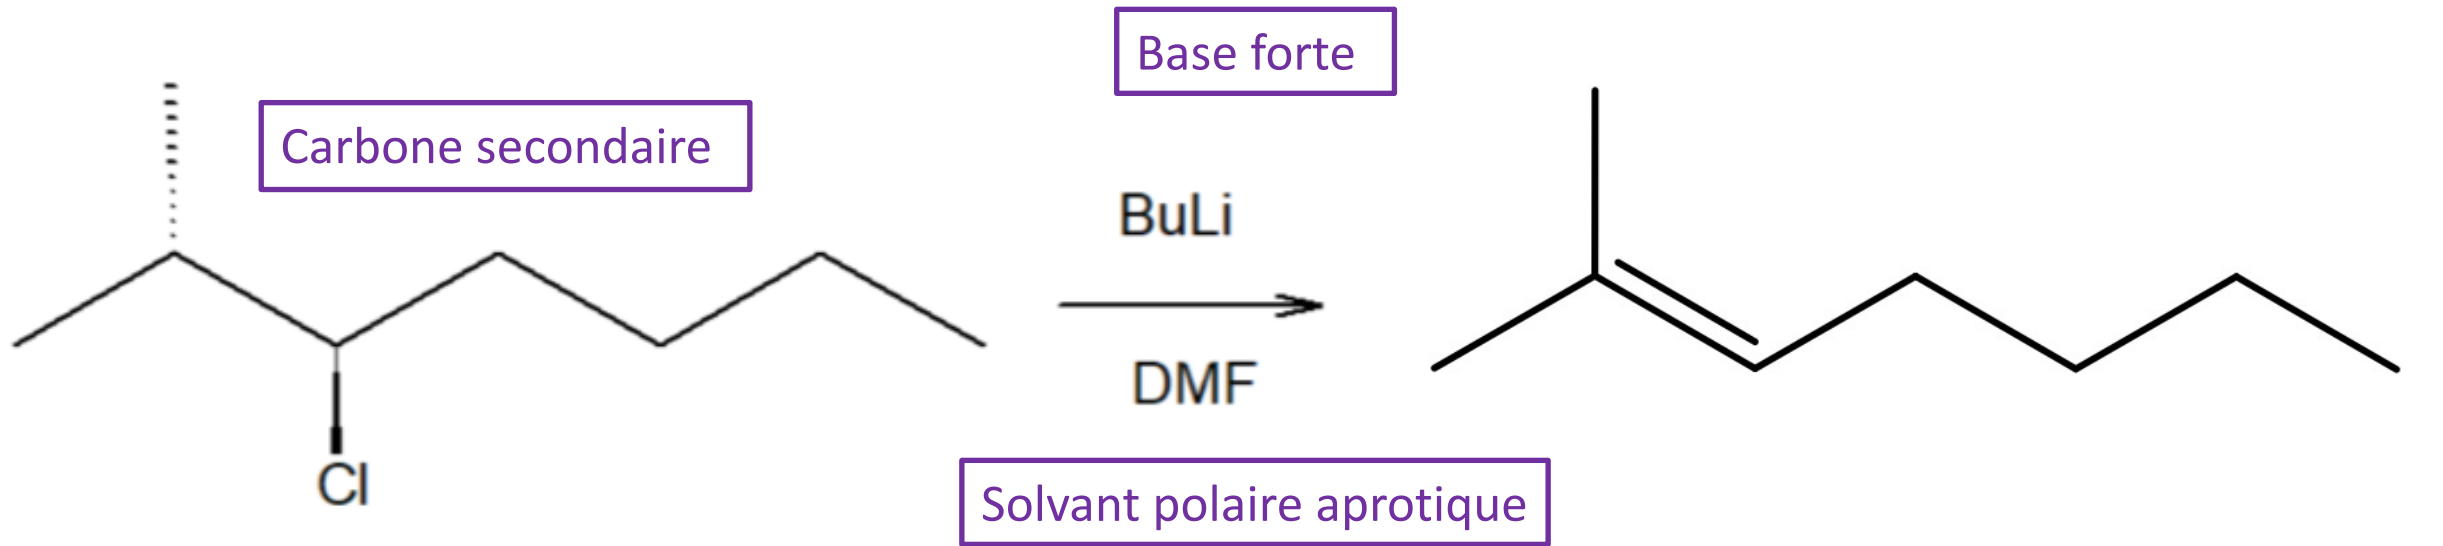 Base forte
Carbone secondaire
BuLi
DMF
Cl
Solvant polaire aprotique